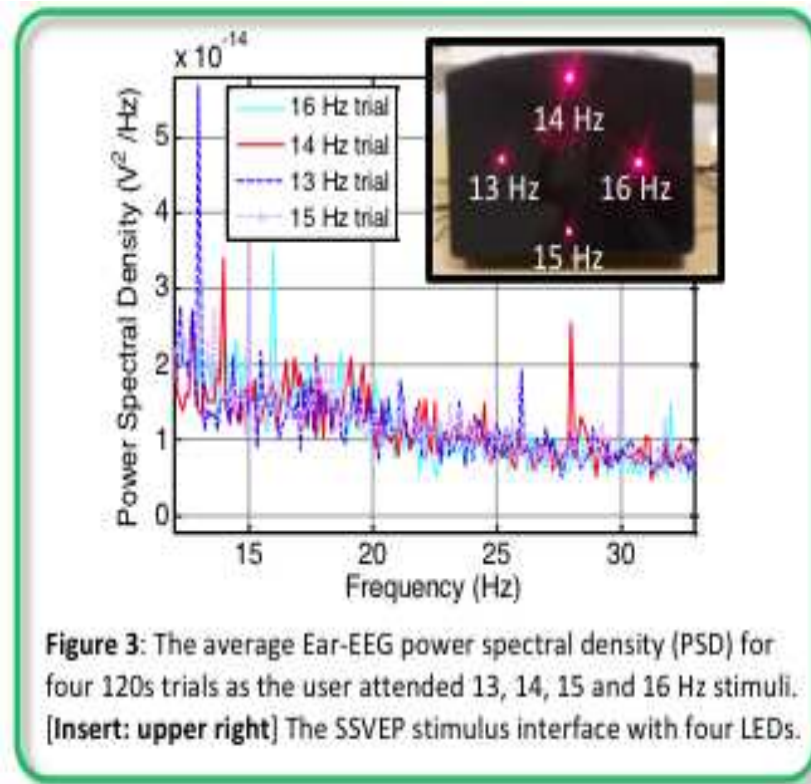 x 10^-14
Power Spectral Density (V² /Hz)
5
4
3
2
1
0
16 Hz trial
14 Hz trial
13 Hz trial
15 Hz trial
14 Hz
13 Hz
16 Hz
15 Hz
15
20
25
30
Frequency (Hz)
Figure 3: The average Ear-EEG power spectral density (PSD) for
four 120s trials as the user attended 13, 14, 15 and 16 Hz stimuli.
[Insert: upper right] The SSVEP stimulus interface with four LEDs.